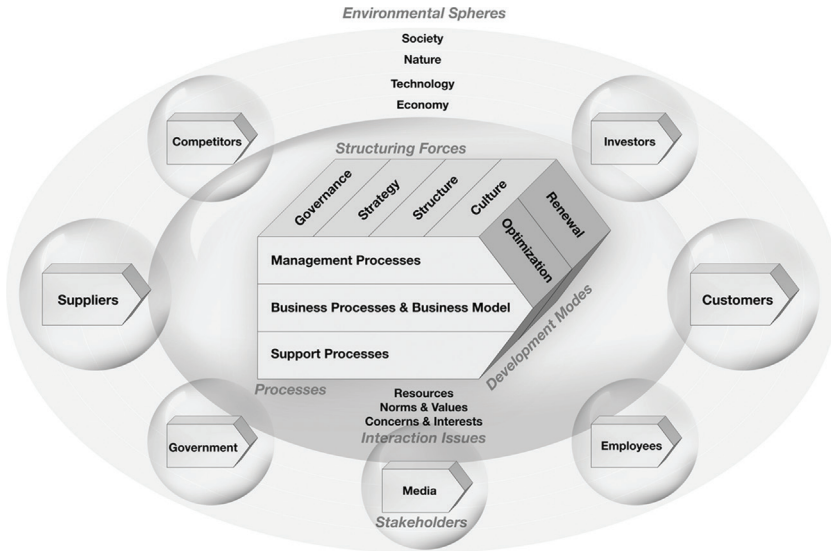 Environmental Spheres
Society
Nature
Technology
Economy
Competitors
Investors
Structuring Forces
Governance
Strategy
Structure
Culture
Renewal
Optimization
Management Processes
Suppliers
Business Processes & Business Model
Customers
Support Processes
Development Modes
Processes
Resources
Norms & Values
Concerns & Interests
Interaction Issues
Government
Employees
Media
Stakeholders